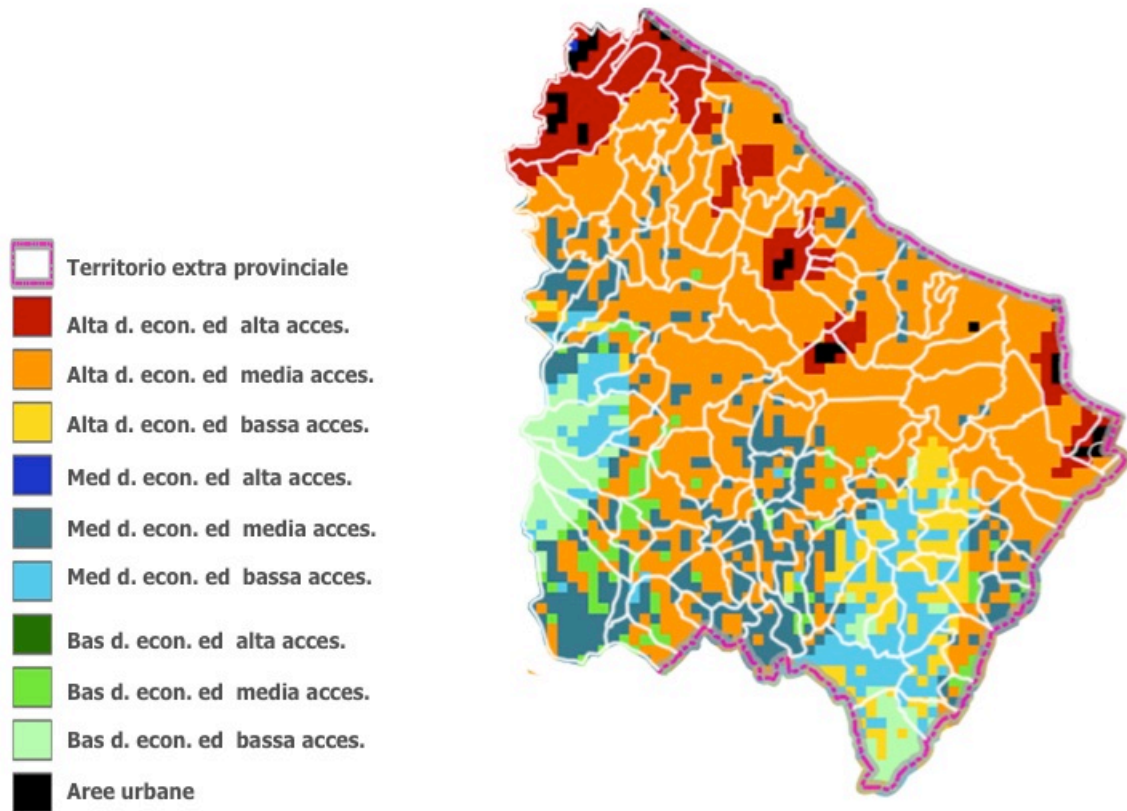 Territorio extra provinciale
Alta d. econ. ed alta acces.
Alta d. econ. ed media acces.
Alta d. econ. ed bassa acces.
Med d. econ. ed alta acces.
Med d. econ. ed media acces.
Med d. econ. ed bassa acces.
Bas d. econ. ed alta acces.
Bas d. econ. ed media acces.
Bas d. econ. ed bassa acces.
Aree urbane